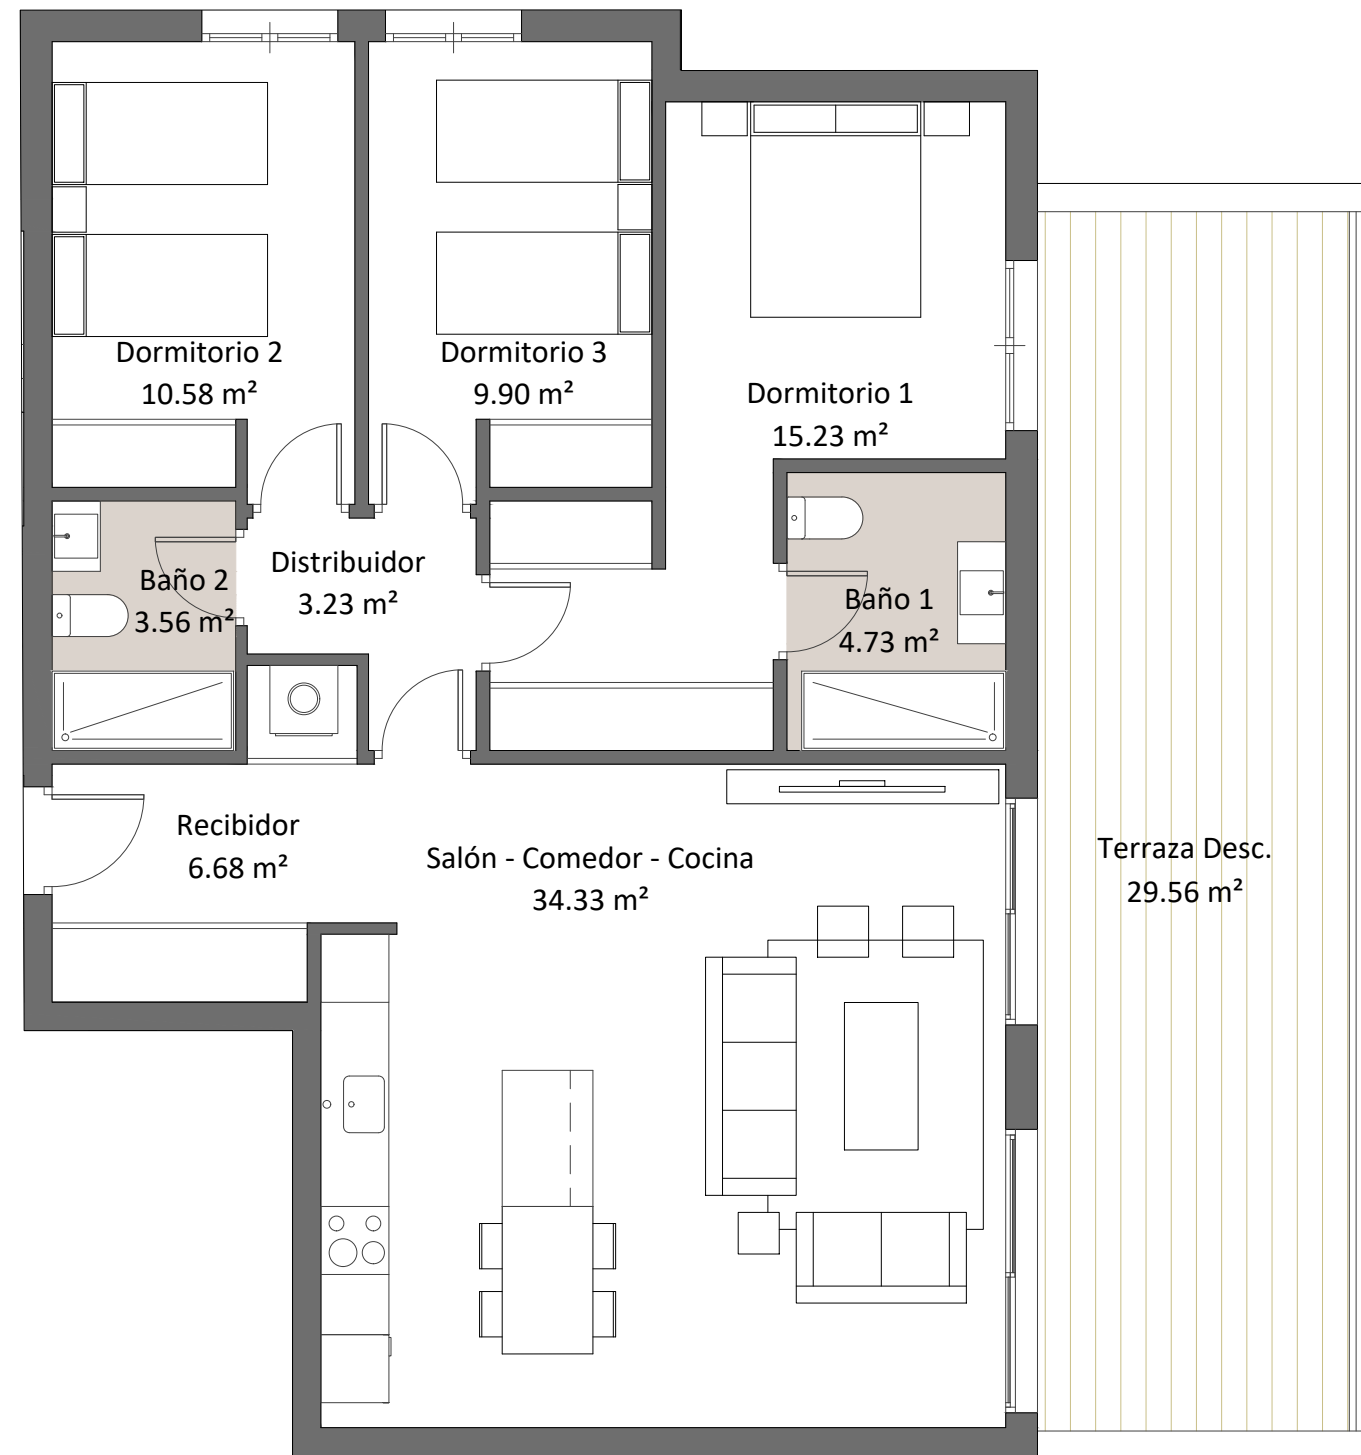 Dormitorio 2
10.58 m²
Dormitorio 3
9.90 m²
Dormitorio 1
15.23 m²
Distribuidor
3.23 m²
Baño 2
3.56 m²
Baño 1
4.73 m²
Recibidor
6.68 m²
Salón - Comedor - Cocina
34.33 m²
Terraza Desc.
29.56 m²